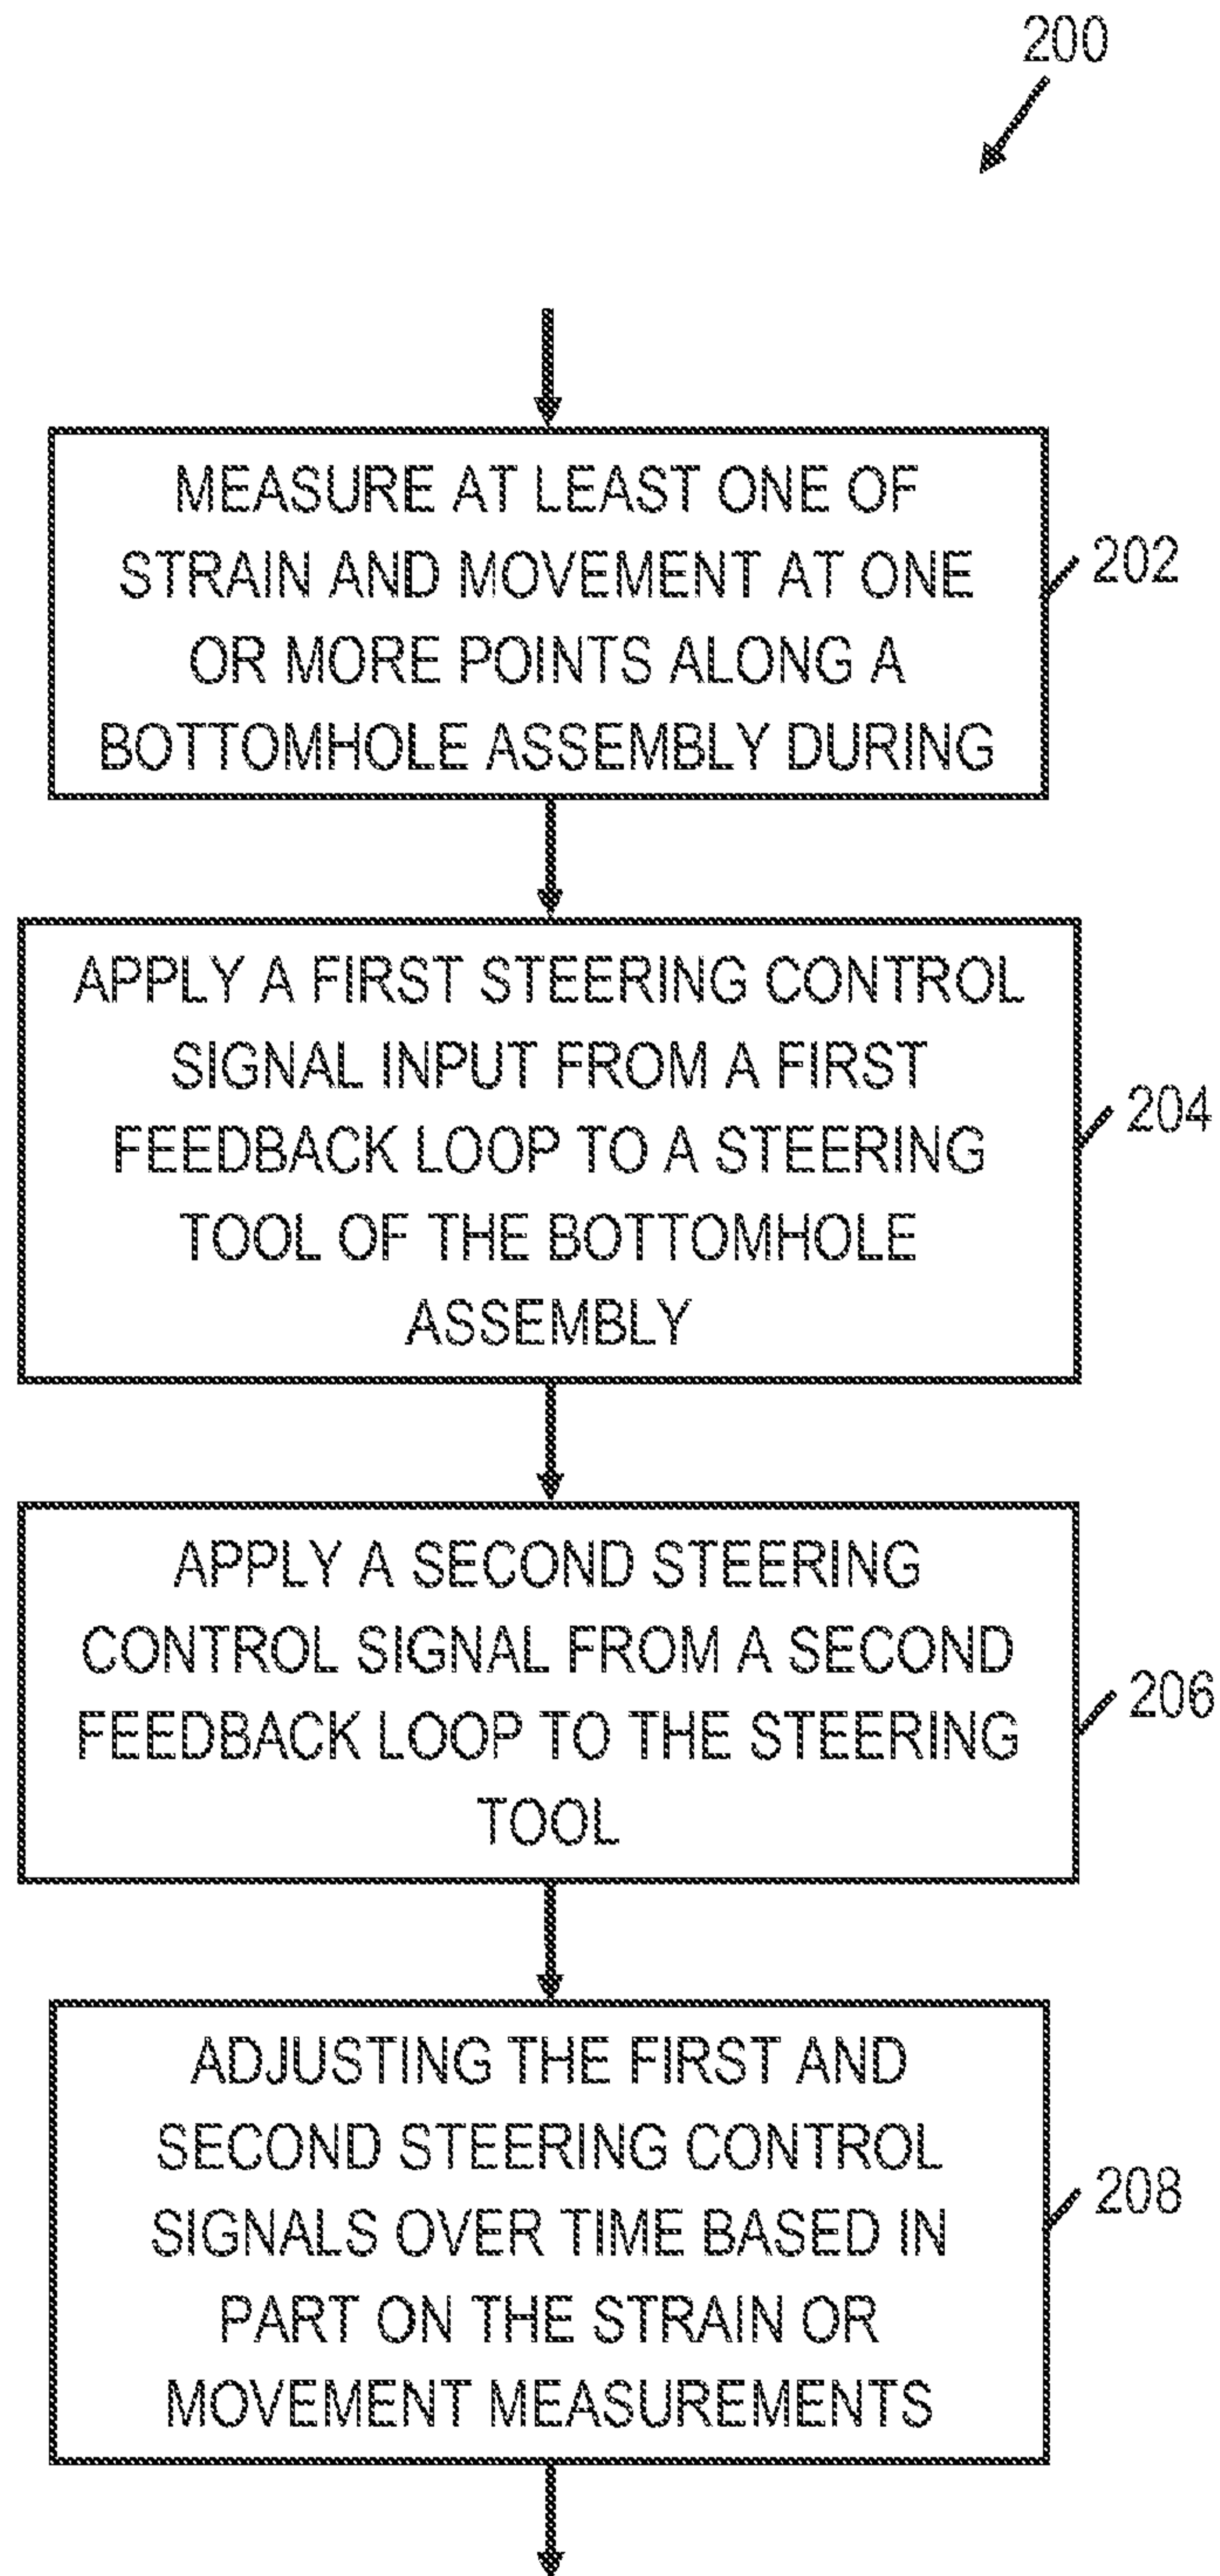 200
MEASURE AT LEAST ONE OF
STRAIN AND MOVEMENT AT ONE
OR MORE POINTS ALONG A
BOTTOMHOLE ASSEMBLY DURING
202
APPLY A FIRST STEERING CONTROL
SIGNAL INPUT FROM A FIRST
FEEDBACK LOOP TO A STEERING
TOOL OF THE BOTTOMHOLE
ASSEMBLY
204
APPLY A SECOND STEERING
CONTROL SIGNAL FROM A SECOND
FEEDBACK LOOP TO THE STEERING
TOOL
206
ADJUSTING THE FIRST AND
SECOND STEERING CONTROL
SIGNALS OVER TIME BASED IN
PART ON THE STRAIN OR
MOVEMENT MEASUREMENTS
208